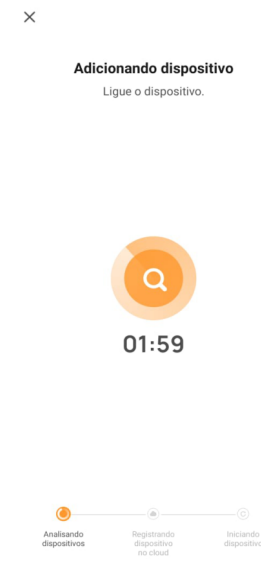 Adicionando dispositivo
Ligue o dispositivo.
01:59
Analisando
dispositivos
Registrando
dispositivo
no cloud
Iniciando
dispositivo